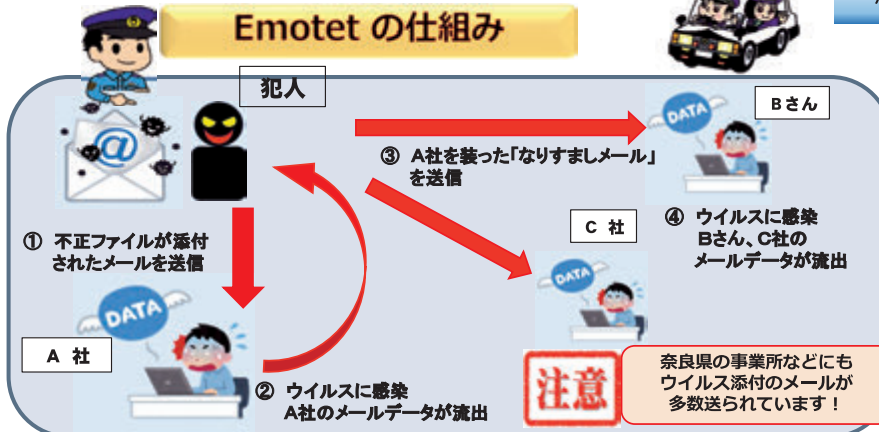 Emotet の仕組み
犯人
Bさん
DATA
@
③ A社を装った「なりすましメール」
を送信
C 社
④ ウイルスに感染
Bさん、C社の
メールデータが流出
① 不正ファイルが添付
されたメールを送信
DATA
DATA
A 社
② ウイルスに感染
A社のメールデータが流出
注意
奈良県の事業所などにも
ウイルス添付のメールが
多数送られています！